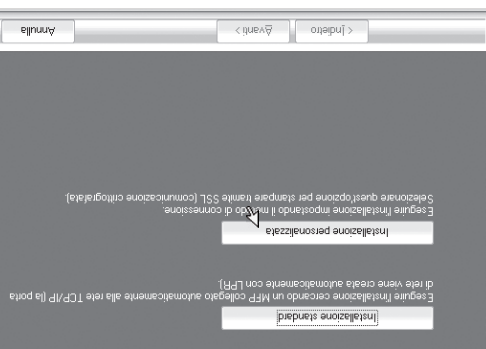 Installazione standard
Eseguire l'installazione cercando un MFP collegato automaticamente alla rete TCP/IP (la porta
di rete viene creata automaticamente con LPR).
Installazione personalizzata
Eseguire l'installazione impostando il metodo di connessione.
Selezionare quest'opzione per stampare tramite SSL (comunicazione crittografata).
< Indietro
Avanti >
Annulla